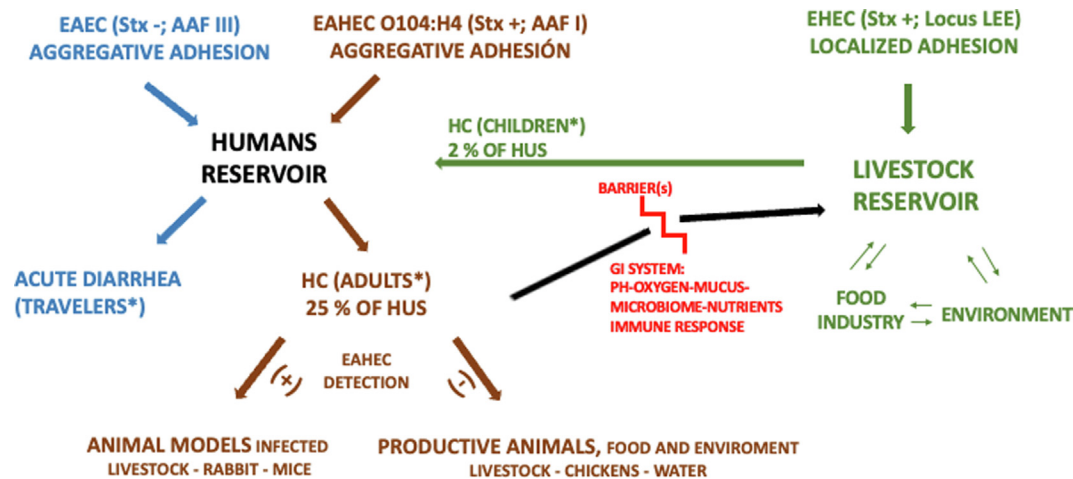 EAEC (Stx -; AAF III)
AGGREGATIVE ADHESION
EAHEC O104:H4 (Stx +; AAF I)
AGGREGATIVE ADHESIÓN
EHEC (Stx +; Locus LEE)
LOCALIZED ADHESION
HUMANS
RESERVOIR
HC (CHILDREN*)
2 % OF HUS
LIVESTOCK
RESERVOIR
BARRIER(s)
ACUTE DIARRHEA
(TRAVELERS*)
HC (ADULTS*)
25 % OF HUS
GI SYSTEM:
PH-OXYGEN-MUCUS-
MICROBIOME-NUTRIENTS
IMMUNE RESPONSE
FOOD
INDUSTRY
ENVIRONMENT
EAHEC
DETECTION
(+)
(-)
ANIMAL MODELS INFECTED
LIVESTOCK - RABBIT - MICE
PRODUCTIVE ANIMALS, FOOD AND ENVIROMENT
LIVESTOCK - CHICKENS - WATER